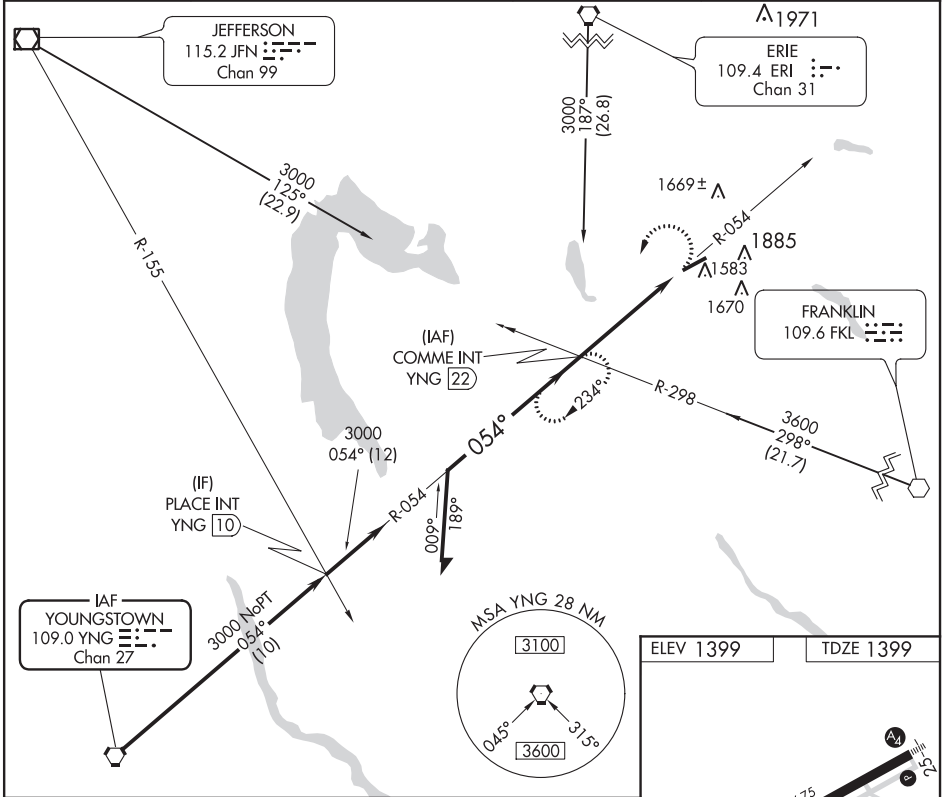 JEFFERSON
115.2 JFN
Chan 99
1971
ERIE
109.4 ERI
Chan 31
3000
187°
(26.8)
3000
125°
(22.9)
1669±
R-054
1885
1583
1670
R-155
FRANKLIN
109.6 FKL
(IAF)
COMME INT
YNG 22
234°
R-298
3600
298°
(21.7)
054°
3000
054° (12)
(IF)
PLACE INT
YNG 10
R-054
009°
189°
IAF
YOUNGSTOWN
109.0 YNG
Chan 27
3000 NoPT
054°
(10)
MSA YNG 28 NM
3100
045°
315°
3600
ELEV 1399
TDZE 1399
A4
P
25